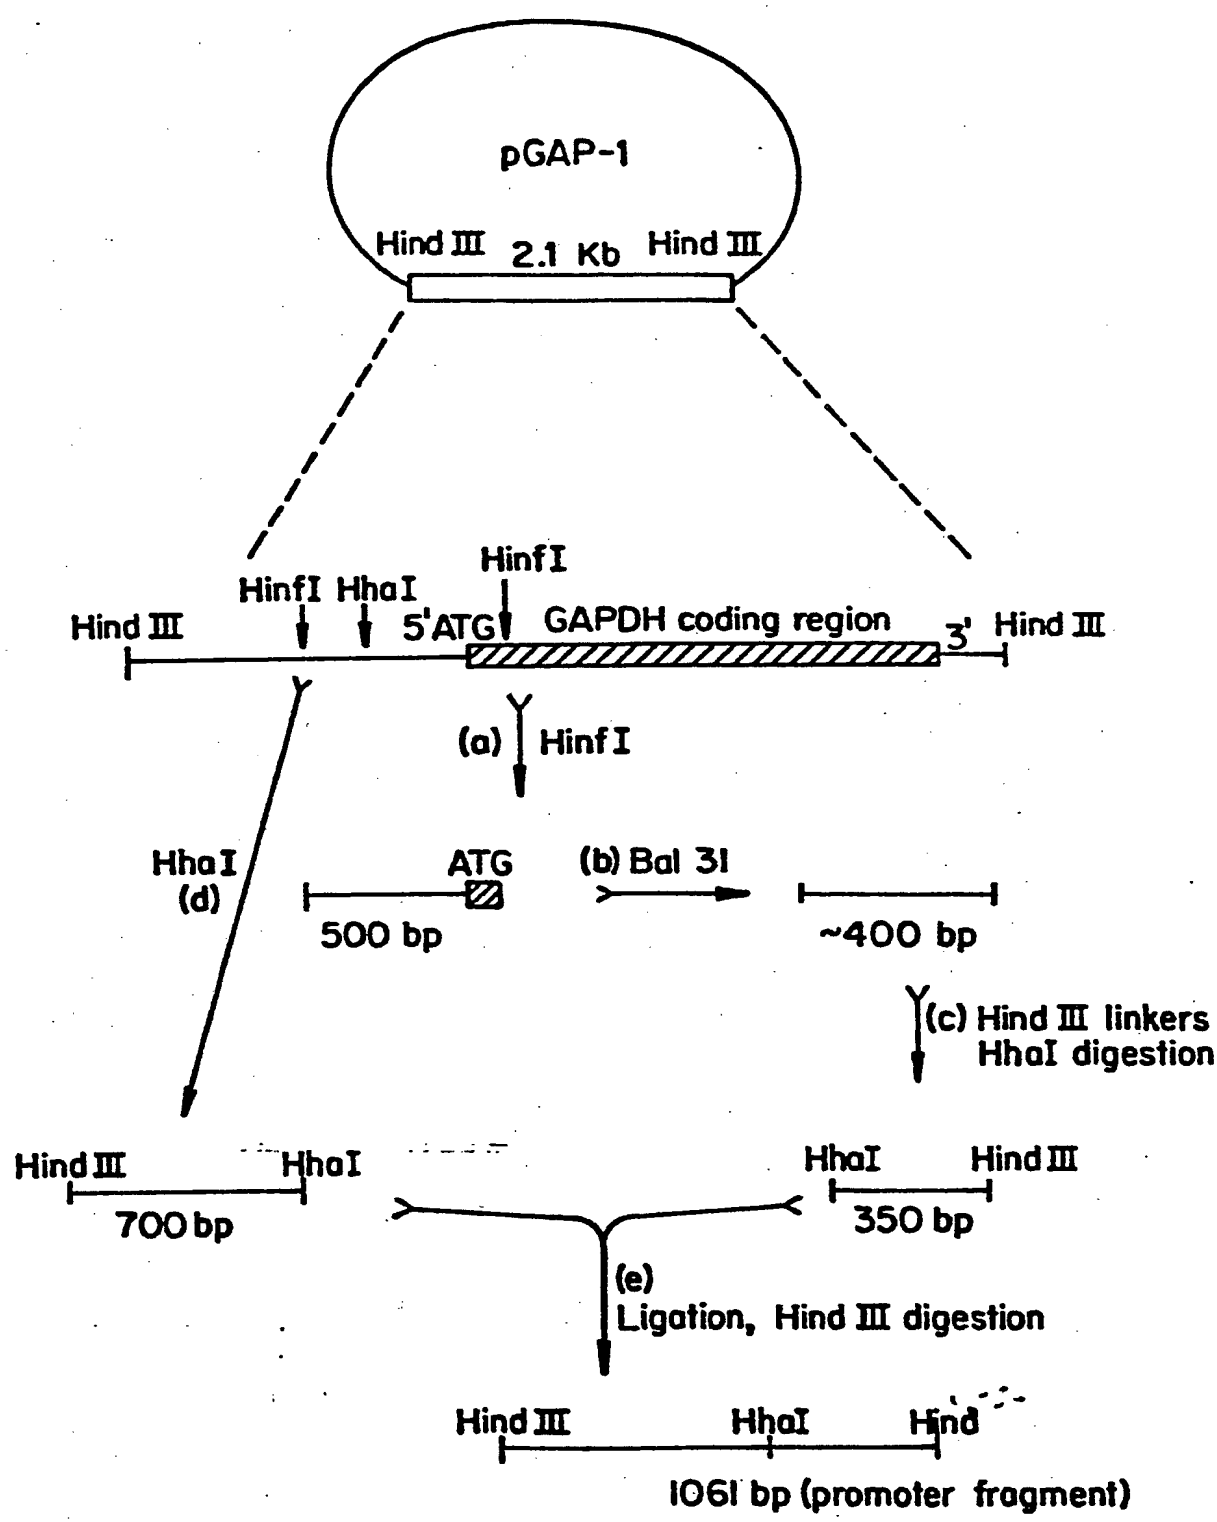 pGAP-1
Hind III 2.1 Kb Hind III
HinfI
HinfI HhaI
Hind III 5'ATG GAPDH coding region 3' Hind III
(a) HinfI
HhaI
(d)
ATG
(b) Bal 31
500 bp
~400 bp
(c) Hind III linkers
HhaI digestion
Hind III HhaI
700 bp
HhaI Hind III
350 bp
(e)
Ligation, Hind III digestion
Hind III HhaI Hind
1061 bp (promoter fragment)